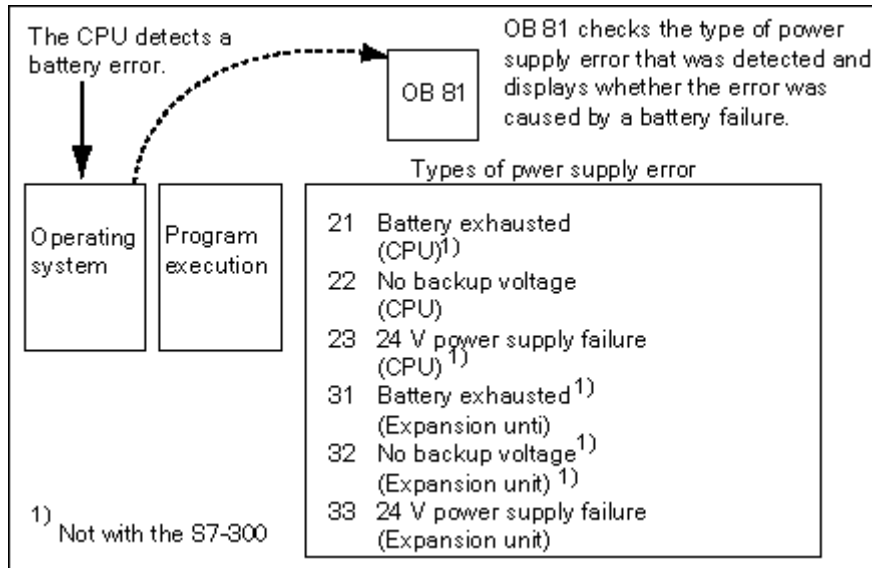 The CPU detects a
battery error.
OB 81
OB 81 checks the type of power
supply error that was detected and
displays whether the error was
caused by a battery failure.
Operating
system
Program
execution
Types of pwer supply error
21 Battery exhausted
(CPU)1)
22 No backup voltage
(CPU)
23 24 V power supply failure
(CPU) 1)
31 Battery exhausted1)
(Expansion unti)
32 No backup voltage1)
(Expansion unit) 1)
33 24 V power supply failure
(Expansion unit)
1) Not with the S7-300